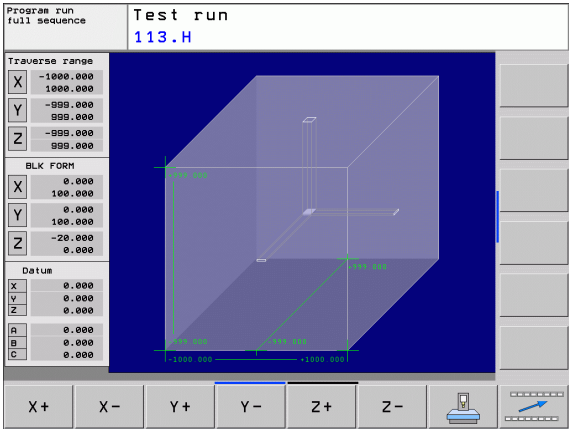 Program run
full sequence
Test run
113.H
Traverse range
X
-1000.000
1000.000
Y
-999.000
999.000
Z
-999.000
999.000
BLK FORM
X
0.000
100.000
Y
0.000
100.000
Z
-20.000
0.000
Datum
X 0.000
Y 0.000
Z 0.000
A 0.000
B 0.000
C 0.000
+999.000
+999.000
-999.000
-999.000
-1000.000
+1000.000
X+
X-
Y+
Y-
Z+
Z-